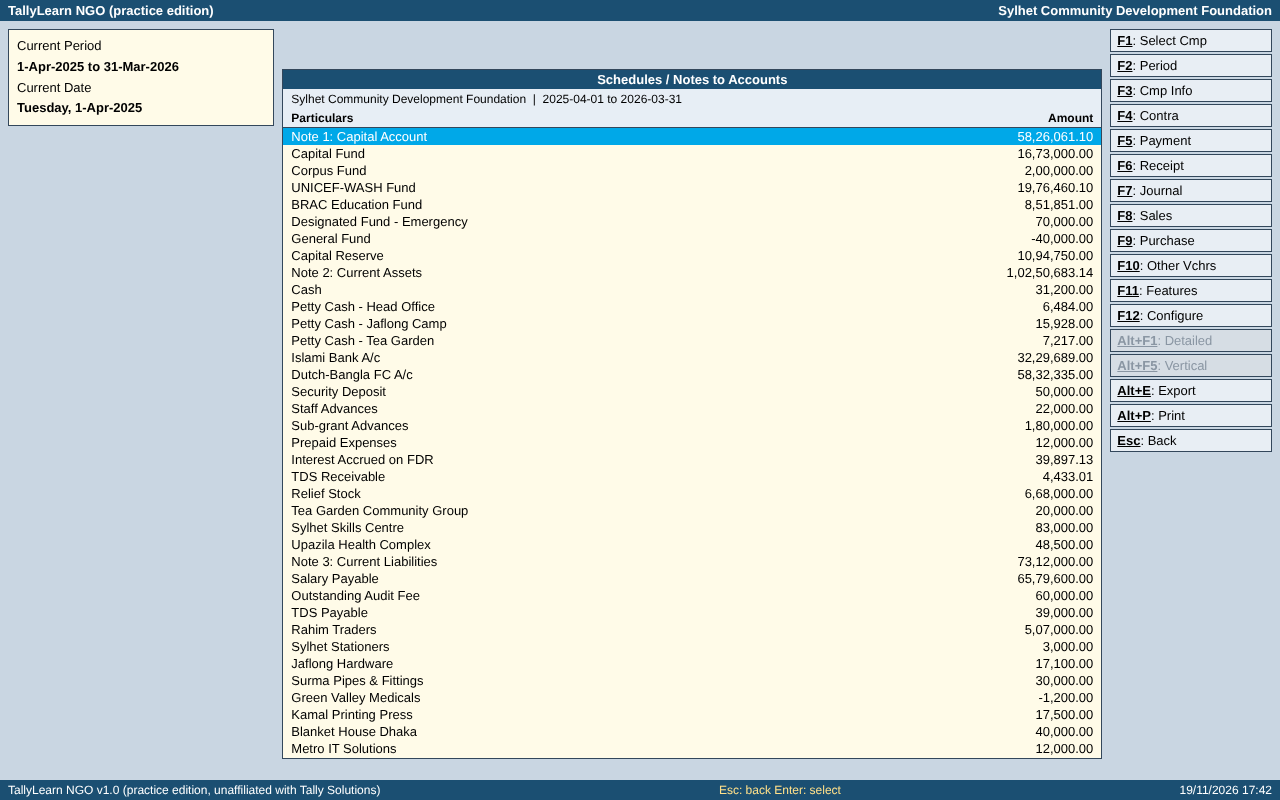 TallyLearn NGO (practice edition) Sylhet Community Development Foundation
Current Period
1-Apr-2025 to 31-Mar-2026
Current Date
Tuesday, 1-Apr-2025
Schedules / Notes to Accounts
Sylhet Community Development Foundation | 2025-04-01 to 2026-03-31
Particulars Amount
Note 1: Capital Account 58,26,061.10
Capital Fund 16,73,000.00
Corpus Fund 2,00,000.00
UNICEF-WASH Fund 19,76,460.10
BRAC Education Fund 8,51,851.00
Designated Fund - Emergency 70,000.00
General Fund -40,000.00
Capital Reserve 10,94,750.00
Note 2: Current Assets 1,02,50,683.14
Cash 31,200.00
Petty Cash - Head Office 6,484.00
Petty Cash - Jaflong Camp 15,928.00
Petty Cash - Tea Garden 7,217.00
Islami Bank A/c 32,29,689.00
Dutch-Bangla FC A/c 58,32,335.00
Security Deposit 50,000.00
Staff Advances 22,000.00
Sub-grant Advances 1,80,000.00
Prepaid Expenses 12,000.00
Interest Accrued on FDR 39,897.13
TDS Receivable 4,433.01
Relief Stock 6,68,000.00
Tea Garden Community Group 20,000.00
Sylhet Skills Centre 83,000.00
Upazila Health Complex 48,500.00
Note 3: Current Liabilities 73,12,000.00
Salary Payable 65,79,600.00
Outstanding Audit Fee 60,000.00
TDS Payable 39,000.00
Rahim Traders 5,07,000.00
Sylhet Stationers 3,000.00
Jaflong Hardware 17,100.00
Surma Pipes & Fittings 30,000.00
Green Valley Medicals -1,200.00
Kamal Printing Press 17,500.00
Blanket House Dhaka 40,000.00
Metro IT Solutions 12,000.00
F1: Select Cmp
F2: Period
F3: Cmp Info
F4: Contra
F5: Payment
F6: Receipt
F7: Journal
F8: Sales
F9: Purchase
F10: Other Vchrs
F11: Features
F12: Configure
Alt+F1: Detailed
Alt+F5: Vertical
Alt+E: Export
Alt+P: Print
Esc: Back
TallyLearn NGO v1.0 (practice edition, unaffiliated with Tally Solutions) Esc: back Enter: select 19/11/2026 17:42